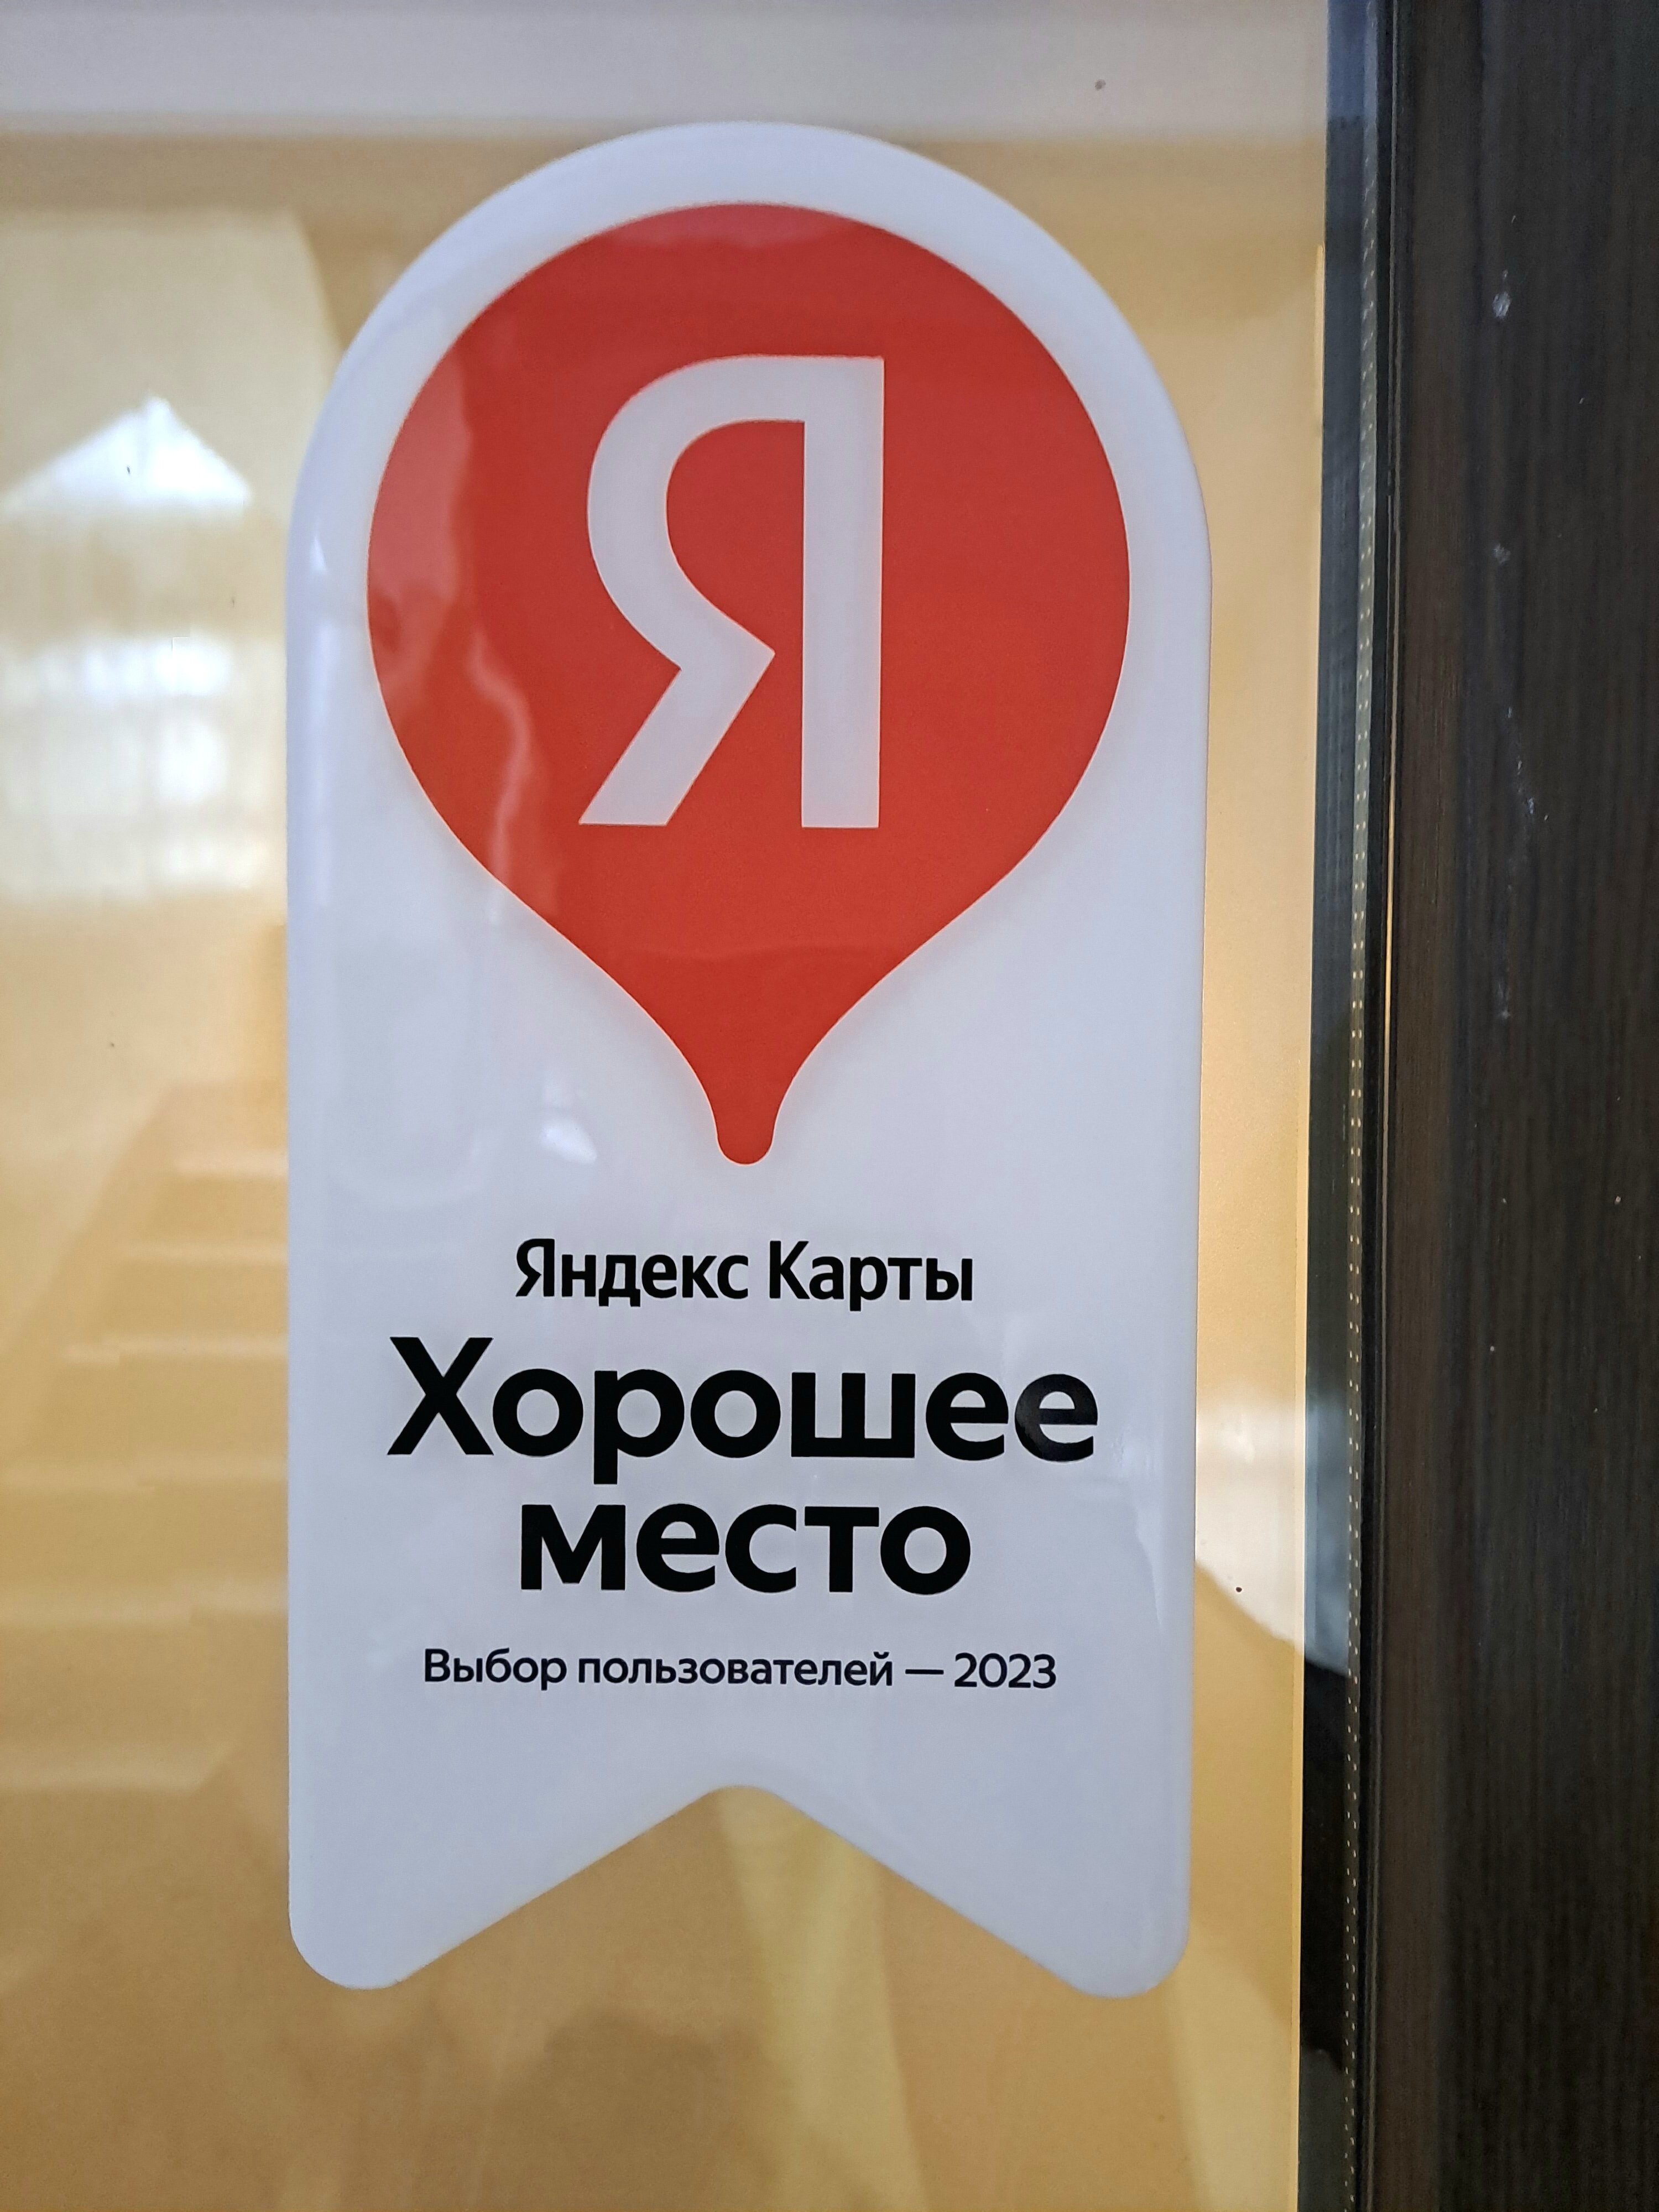 Я
Яндекс Карты
Хорошее
место
Выбор пользователей — 2023